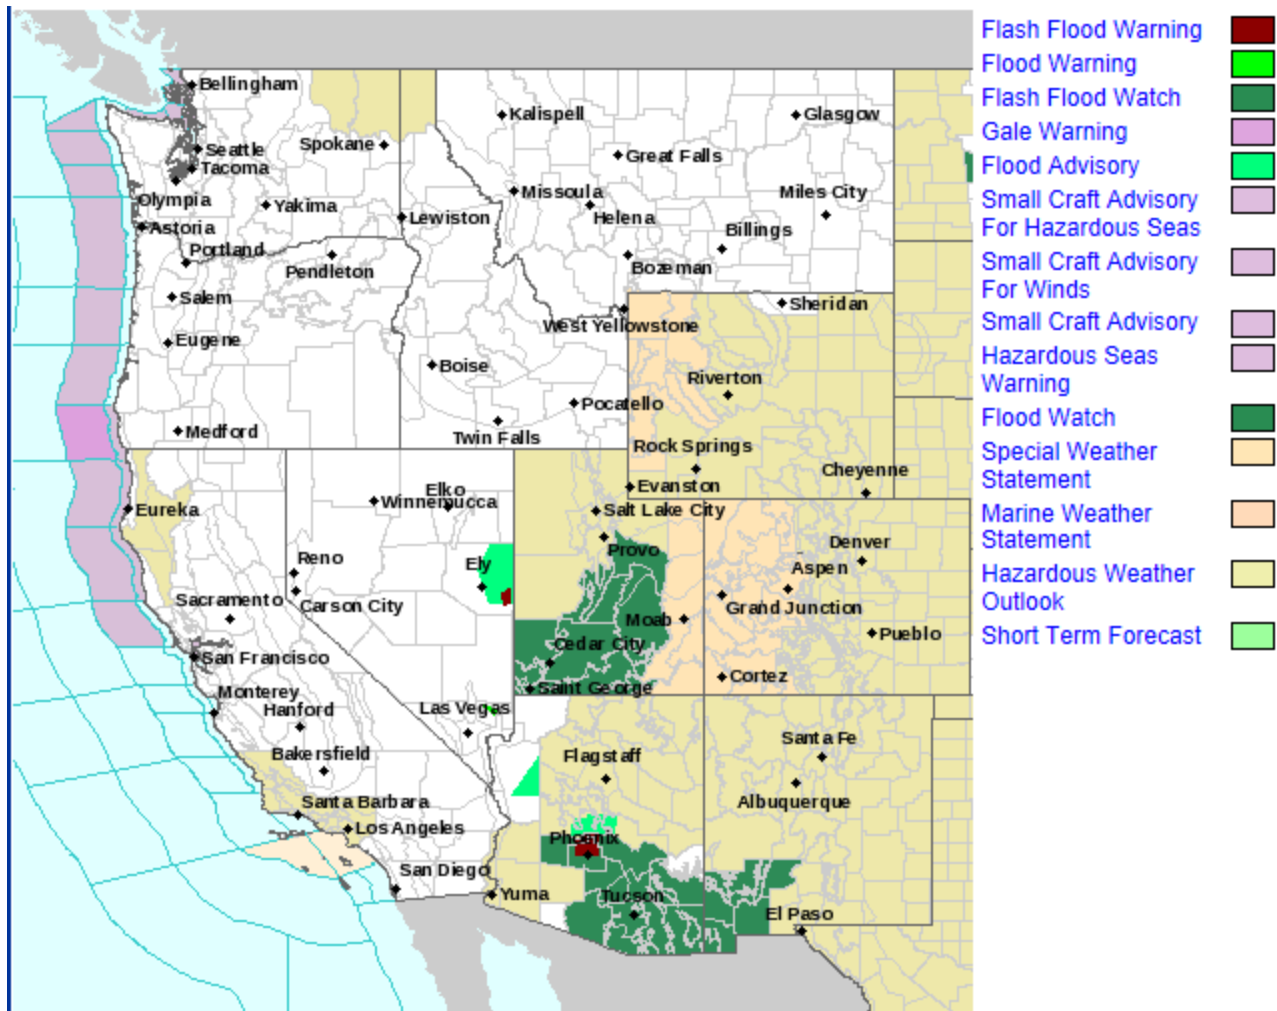 Bellingham
Kalispell
Glasgow
Seattle
Spokane
Great Falls
Tacoma
Missoula
Miles City
Olympia
Yakima
Helena
Lewiston
Astoria
Billings
Portland
Pendleton
Bozeman
Salem
Sheridan
West Yellowstone
Eugene
Boise
Riverton
Pocatello
Medford
Twin Falls
Rock Springs
Cheyenne
Elko
Evanston
Winnemucca
Eureka
Salt Lake City
Provo
Denver
Reno
Ely
Aspen
Sacramento
Carson City
Grand Junction
Moab
Pueblo
Cedar City
San Francisco
Cortez
Saint George
Monterey
Hanford
Las Vegas
Santa Fe
Bakersfield
Flagstaff
Santa Barbara
Albuquerque
Los Angeles
Phoenix
San Diego
Yuma
Tucson
El Paso
Flash Flood Warning
Flood Warning
Flash Flood Watch
Gale Warning
Flood Advisory
Small Craft Advisory
For Hazardous Seas
Small Craft Advisory
For Winds
Small Craft Advisory
Hazardous Seas
Warning
Flood Watch
Special Weather
Statement
Marine Weather
Statement
Hazardous Weather
Outlook
Short Term Forecast